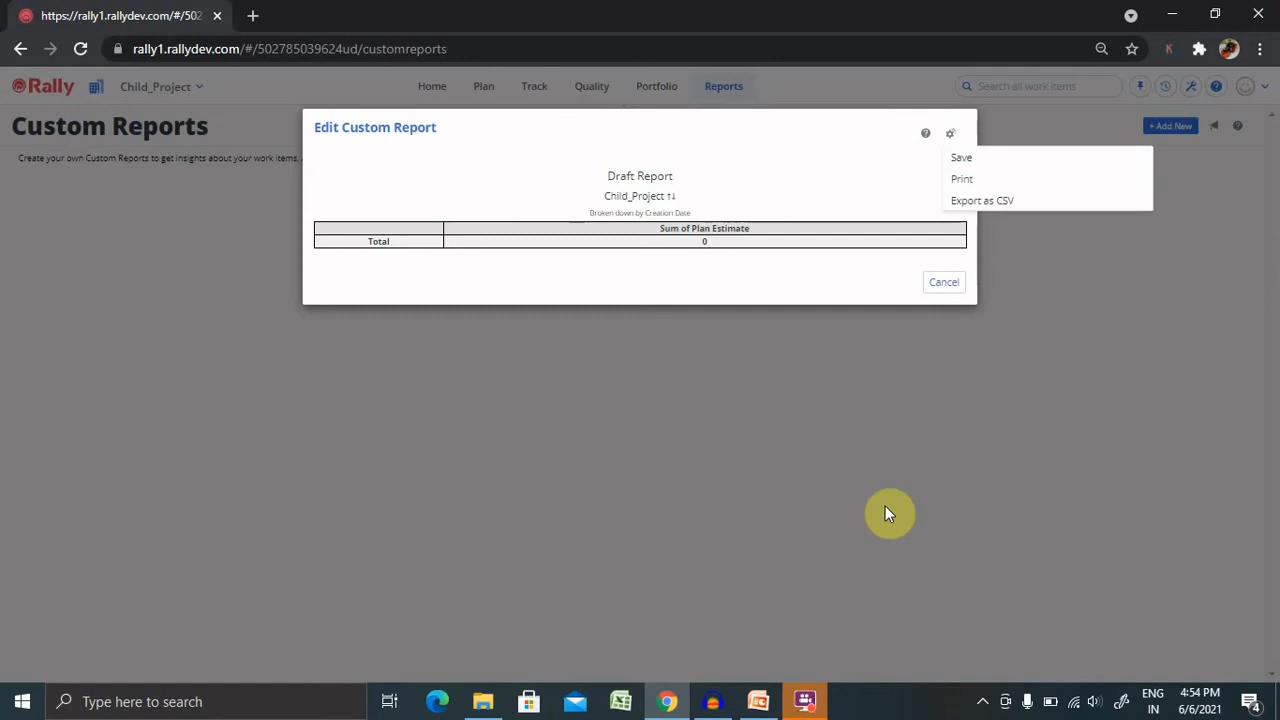 https://rally1.rallydev.com/#/502
rally1.rallydev.com/#/502785039624ud/customreports
Rally
Child_Project
Home
Plan
Track
Quality
Portfolio
Reports
Search all work items
Custom Reports
+ Add New
Create your own Custom Reports to get insights about your work items,
Edit Custom Report
Save
Print
Export as CSV
Draft Report
Child_Project ↑↓
Broken down by Creation Date
Sum of Plan Estimate
Total
0
Cancel
Type here to search
ENG
IN
4:54 PM
6/6/2021
4